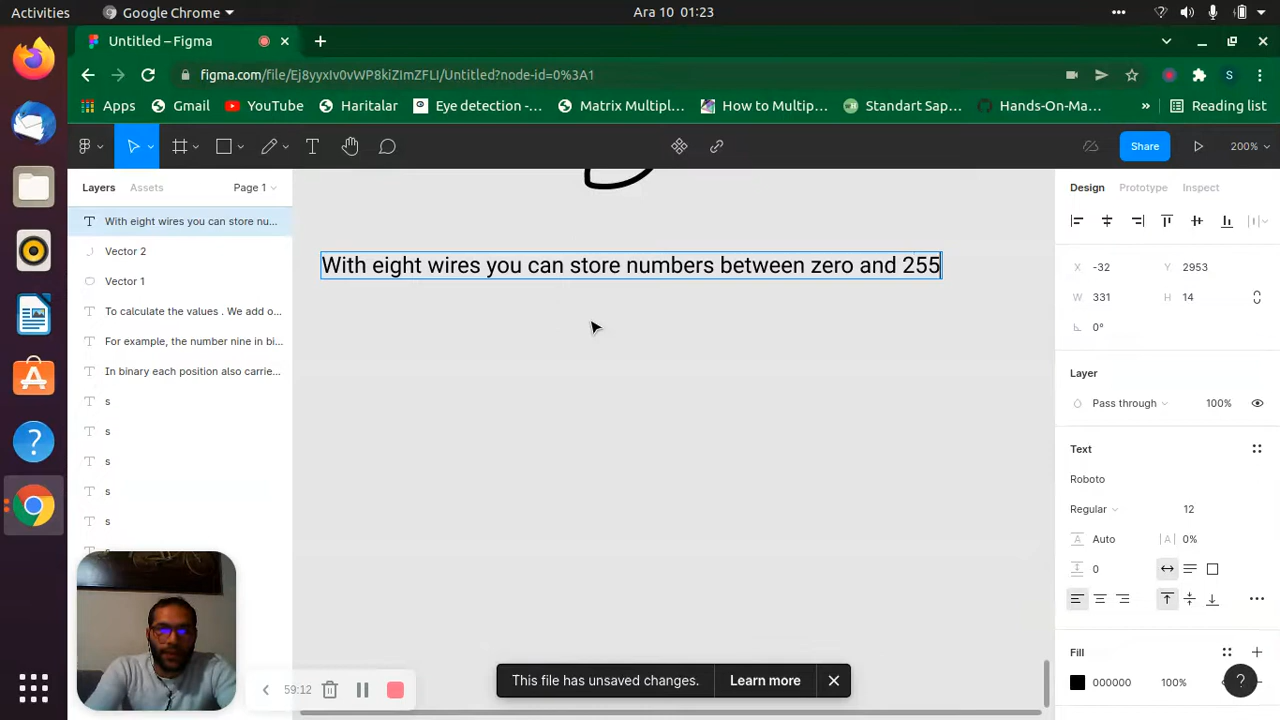 Activities
Google Chrome
Ara 10 01:23
Untitled – Figma
figma.com/file/Ej8yyxIv0vWP8kiZImZFLI/Untitled?node-id=0%3A1
S
Apps
Gmail
YouTube
Haritalar
Eye detection -...
Matrix Multipl...
How to Multip...
Standart Sap...
Hands-On-Ma...
»
Reading list
Share
200%
Layers
Assets
Page 1
Design
Prototype
Inspect
With eight wires you can store nu...
Vector 2
Vector 1
To calculate the values . We add o...
For example, the number nine in bi...
In binary each position also carrie...
s
s
s
s
s
With eight wires you can store numbers between zero and 255
X -32
Y 2953
W 331
H 14
0°
Layer
Pass through
100%
Text
Roboto
Regular
12
Auto
0%
0
Fill
000000
100%
59:12
This file has unsaved changes.
Learn more
?